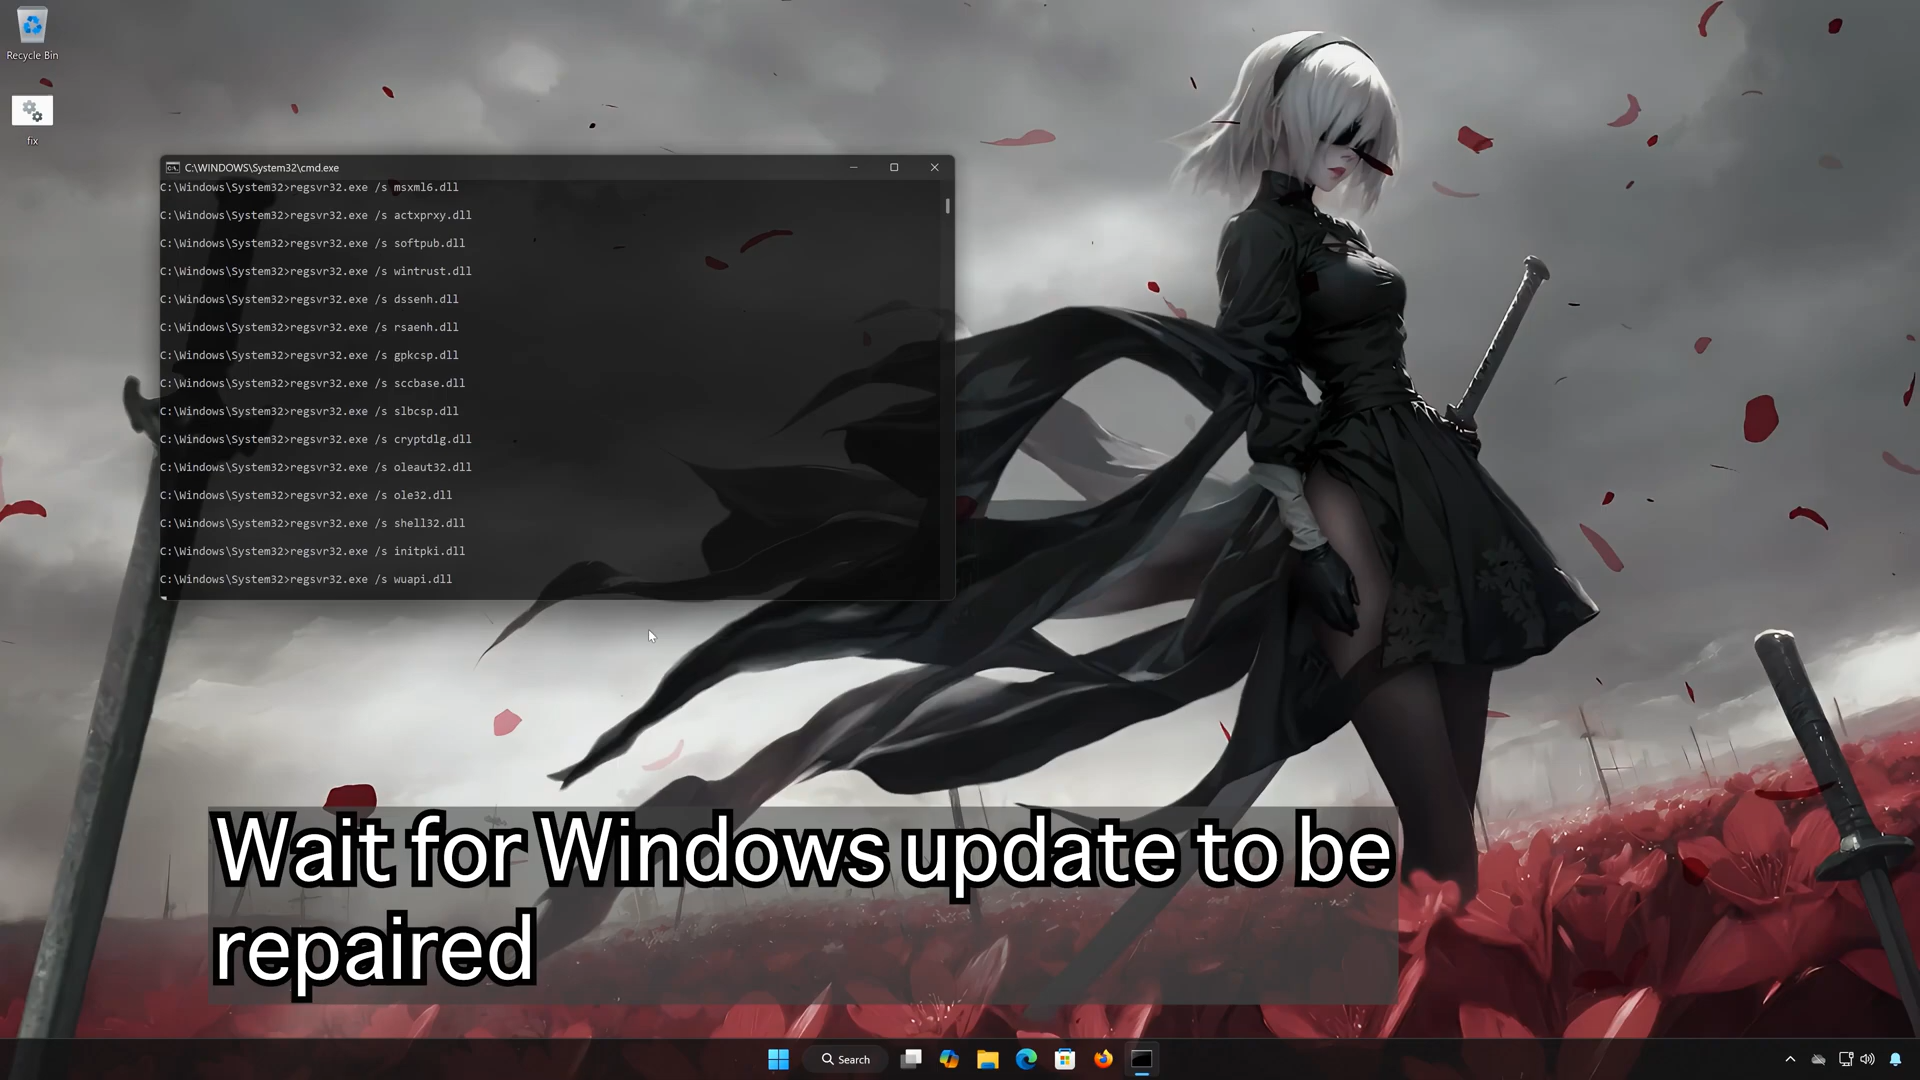 Recycle Bin
fix
C:\WINDOWS\System32\cmd.exe
C:\Windows\System32>regsvr32.exe /s msxml6.dll
C:\Windows\System32>regsvr32.exe /s actxprxy.dll
C:\Windows\System32>regsvr32.exe /s softpub.dll
C:\Windows\System32>regsvr32.exe /s wintrust.dll
C:\Windows\System32>regsvr32.exe /s dssenh.dll
C:\Windows\System32>regsvr32.exe /s rsaenh.dll
C:\Windows\System32>regsvr32.exe /s gpkcsp.dll
C:\Windows\System32>regsvr32.exe /s sccbase.dll
C:\Windows\System32>regsvr32.exe /s slbcsp.dll
C:\Windows\System32>regsvr32.exe /s cryptdlg.dll
C:\Windows\System32>regsvr32.exe /s oleaut32.dll
C:\Windows\System32>regsvr32.exe /s ole32.dll
C:\Windows\System32>regsvr32.exe /s shell32.dll
C:\Windows\System32>regsvr32.exe /s initpki.dll
C:\Windows\System32>regsvr32.exe /s wuapi.dll
Wait for Windows update to be
repaired
Search